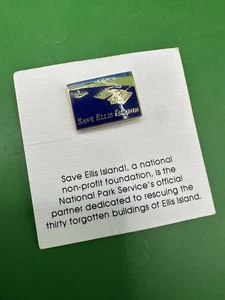 SAVE ELLIS ISLAND!
Save Ellis Island!, a national
non-profit foundation, is the
National Park Service's official
partner dedicated to rescuing the
thirty forgotten buildings of Ellis Island.